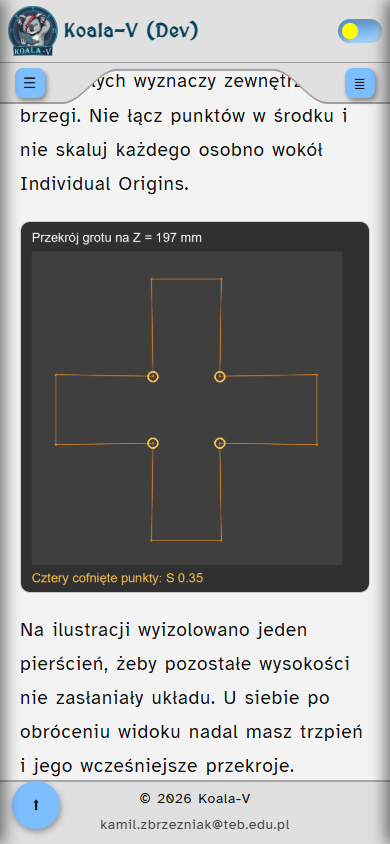 KOALA-V
Koala-V (Dev)
wyznaczy
brzegi. Nie łącz punktów w środku i
nie skaluj każdego osobno wokół
Individual Origins.
Przekrój grotu na Z = 197 mm
Cztery cofnięte punkty: S 0.35
Na ilustracji wyizolowano jeden
pierścień, żeby pozostałe wysokości
nie zasłaniały układu. U siebie po
obróceniu widoku nadal masz trzpień
i jego wcześniejsze przekroje.
© 2026 Koala-V
kamil.zbrzezniak@teb.edu.pl